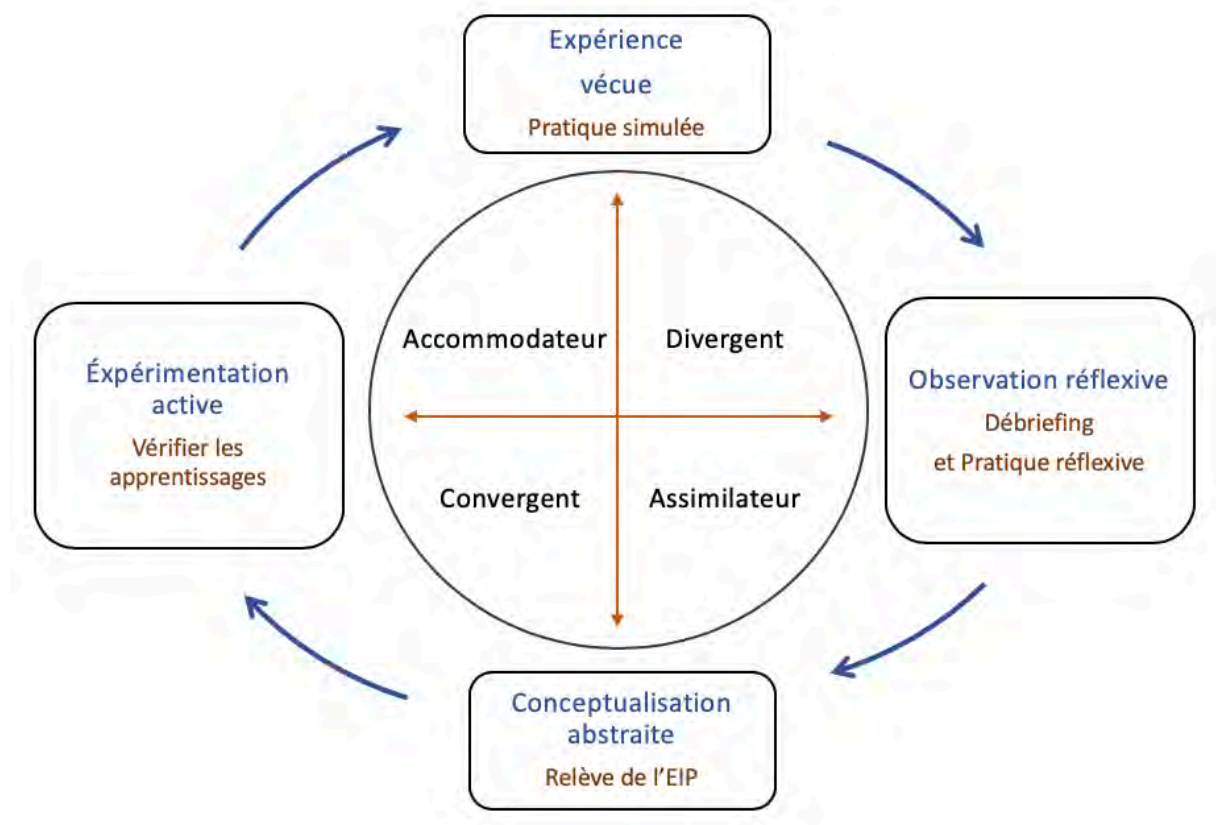 Expérience
vécue
Pratique simulée
Accommodateur
Divergent
Éxpérimentation
active
Vérifier les
apprentissages
Observation réflexive
Débriefing
et Pratique réflexive
Convergent
Assimilateur
Conceptualisation
abstraite
Relève de l’EIP